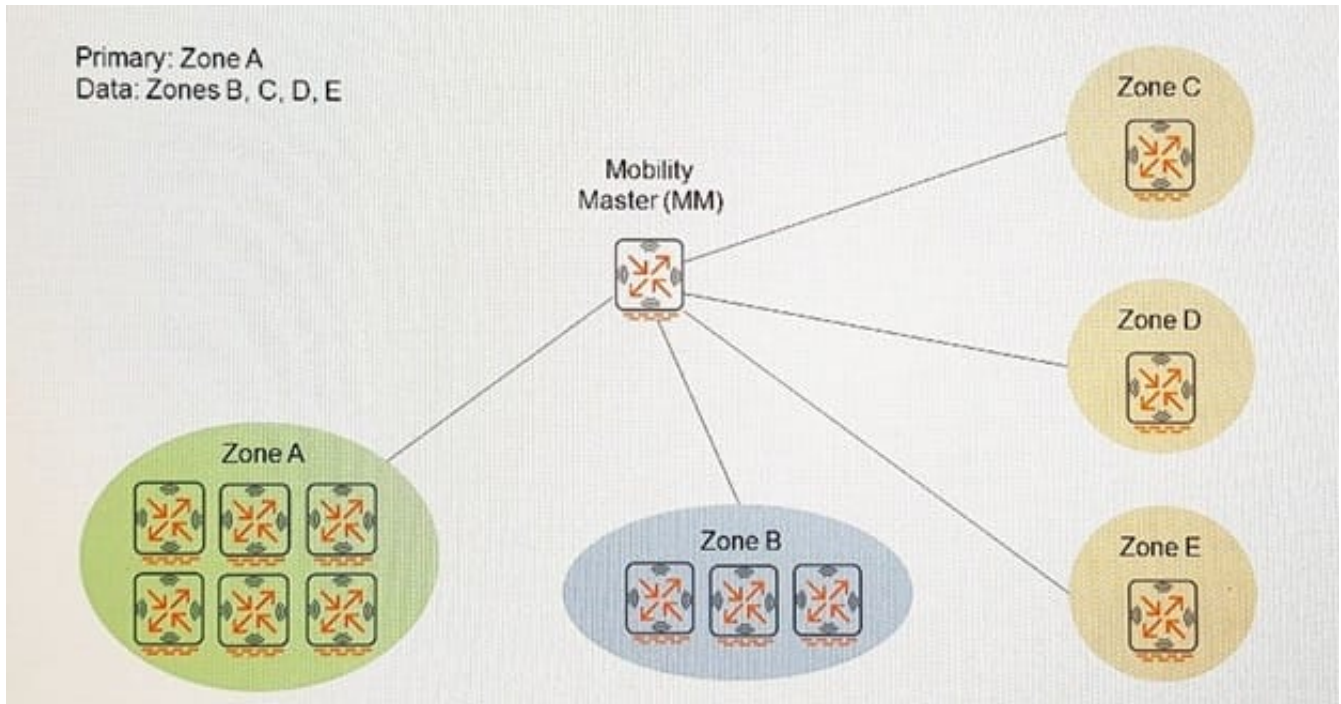 Primary: Zone A
Data: Zones B, C, D, E
Zone C
Mobility
Master (MM)
Zone D
Zone A
Zone B
Zone E